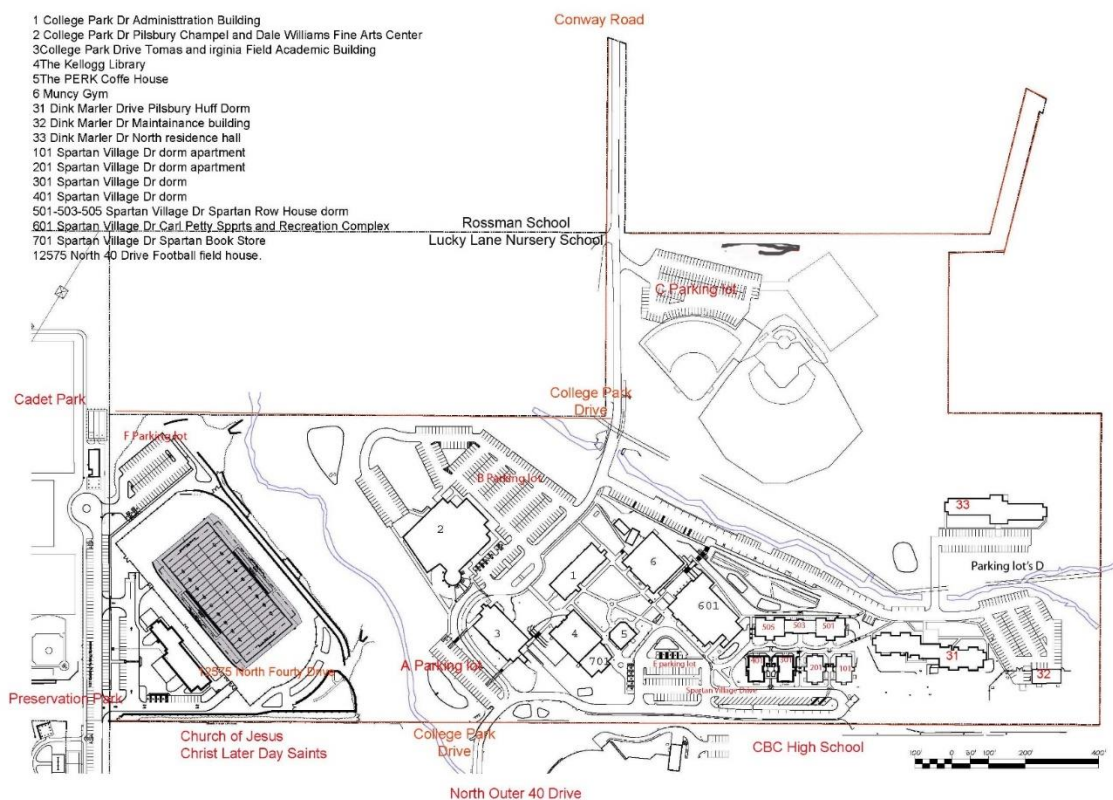 1 College Park Dr Administtration Building
2 College Park Dr Pilsbury Champel and Dale Williams Fine Arts Center
3College Park Drive Tomas and irginia Field Academic Building
4The Kellogg Library
5The PERK Coffe House
6 Muncy Gym
31 Dink Marler Drive Pilsbury Huff Dorm
32 Dink Marler Dr Maintainance building
33 Dink Marler Dr North residence hall
101 Spartan Village Dr dorm apartment
201 Spartan Village Dr dorm apartment
301 Spartan Village Dr dorm
401 Spartan Village Dr dorm
501-503-505 Spartan Village Dr Spartan Row House dorm
601 Spartan Village Dr Carl Petty Spprts and Recreation Complex
701 Spartan Village Dr Spartan Book Store
12575 North 40 Drive Football field house.
Conway Road
Rossman School
Lucky Lane Nursery School
C Parking lot
College Park
Drive
Cadet Park
F Parking lot
B Parking lot
2
33
Parking lot's D
1
6
601
3
4
5
701
505
503
501
401
301
201
101
31
32
A Parking lot
E parking lot
Spartan Village Drive
12575 North Fourty Drive
Preservation Park
Church of Jesus
Christ Later Day Saints
College Park
Drive
CBC High School
North Outer 40 Drive
100'
0
50'
100'
200'
400'